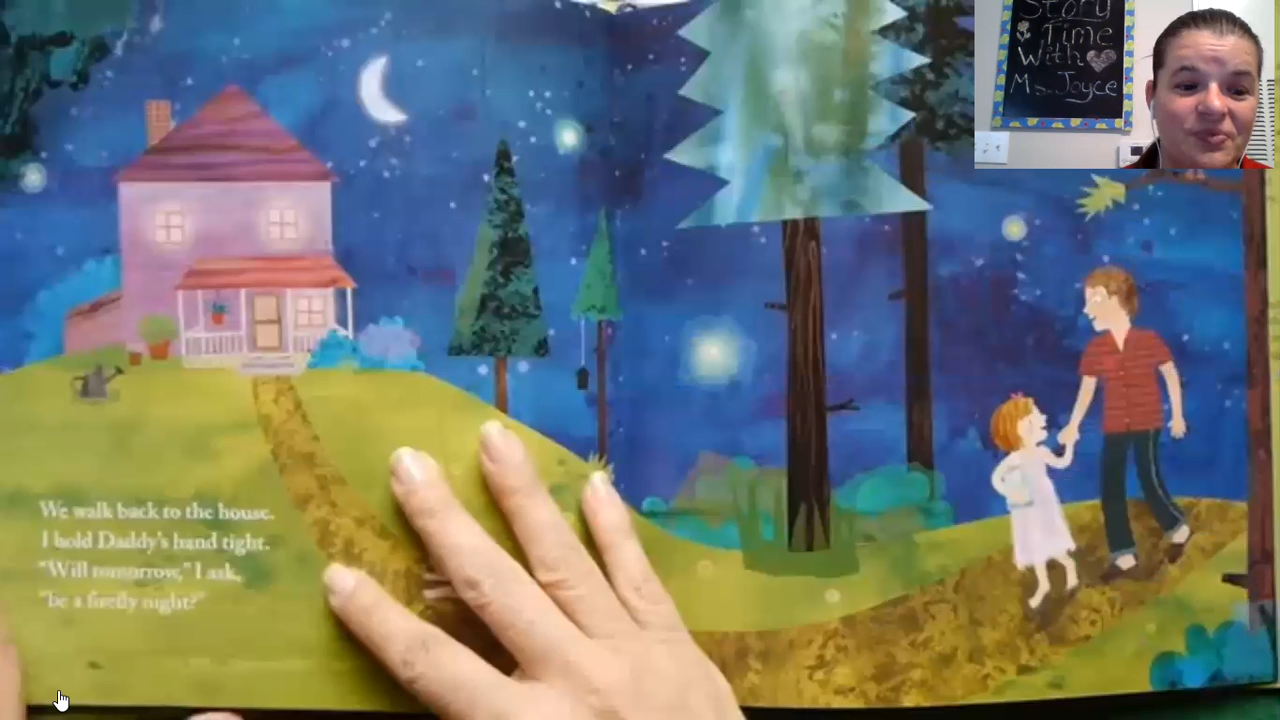 Story
Time
With
Ms. Joyce
We walk back to the house.
I hold Daddy's hand tight.
"Will tomorrow," I ask,
"be a firefly night?"